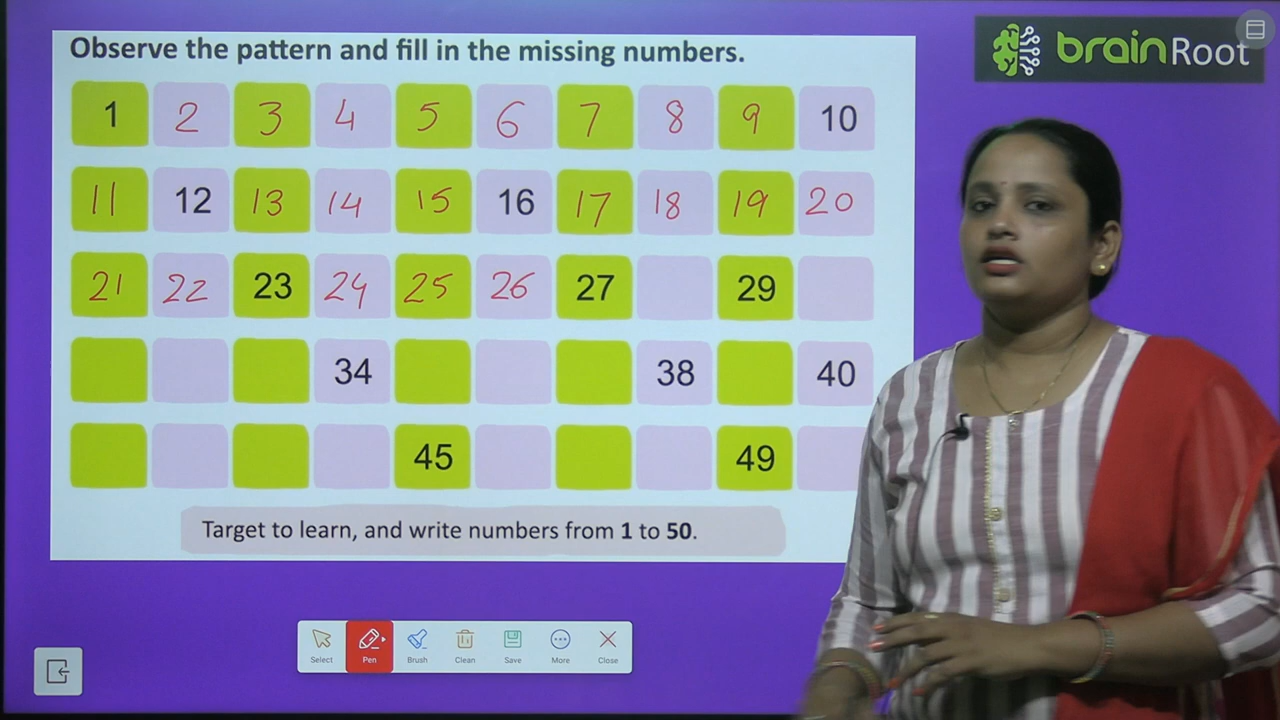 Observe the pattern and fill in the missing numbers.
brainRoot
1 2 3 4 5 6 7 8 9 10
11 12 13 14 15 16 17 18 19 20
21 22 23 24 25 26 27 29
34 38 40
45 49
Target to learn, and write numbers from 1 to 50.
Select Pen Brush Clean Save More Close